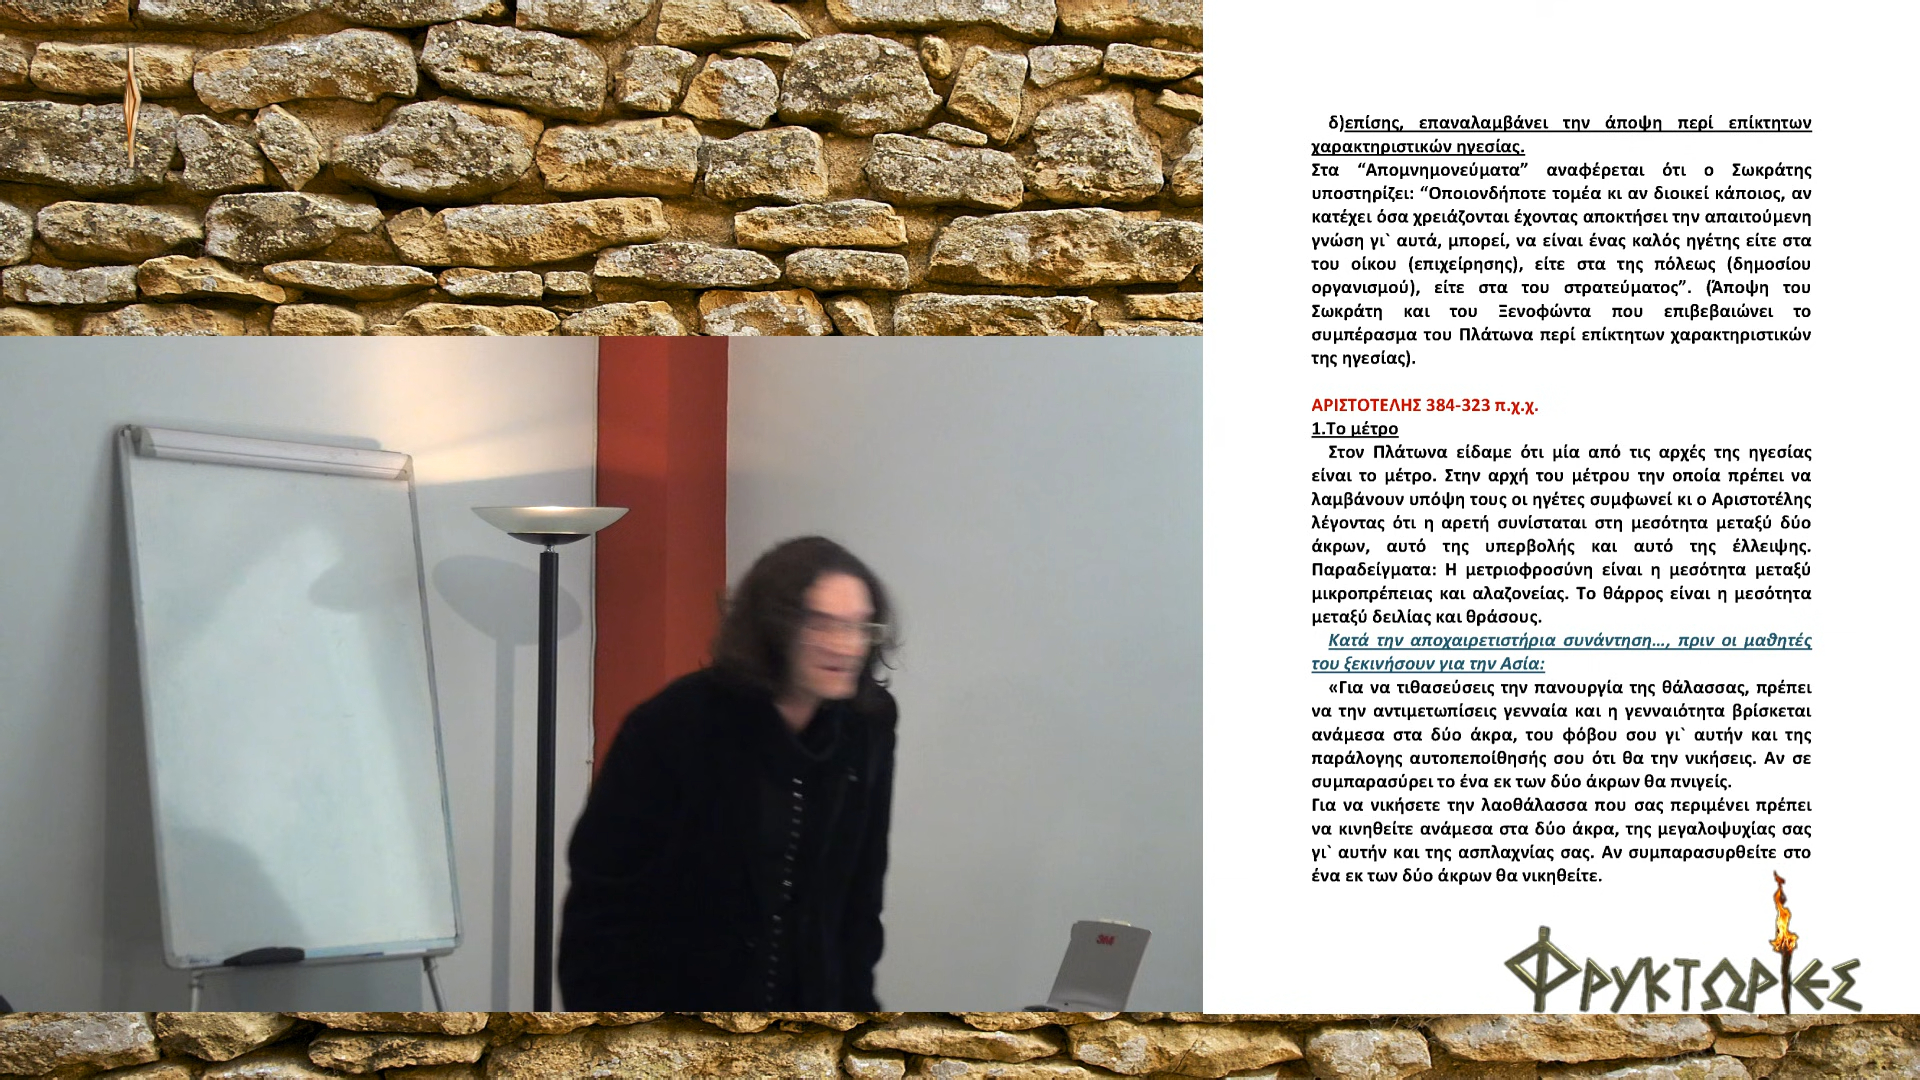 δ)επίσης, επαναλαμβάνει την άποψη περί επίκτητων
χαρακτηριστικών ηγεσίας.
Στα “Απομνημονεύματα” αναφέρεται ότι ο Σωκράτης
υποστηρίζει: “Οποιονδήποτε τομέα κι αν διοικεί κάποιος, αν
κατέχει όσα χρειάζονται έχοντας αποκτήσει την απαιτούμενη
γνώση γι` αυτά, μπορεί, να είναι ένας καλός ηγέτης είτε στα
του οίκου (επιχείρησης), είτε στα της πόλεως (δημοσίου
οργανισμού), είτε στα του στρατεύματος”. (Άποψη του
Σωκράτη και του Ξενοφώντα που επιβεβαιώνει το
συμπέρασμα του Πλάτωνα περί επίκτητων χαρακτηριστικών
της ηγεσίας).
ΑΡΙΣΤΟΤΕΛΗΣ 384-323 π.χ.χ.
1.Το μέτρο
Στον Πλάτωνα είδαμε ότι μία από τις αρχές της ηγεσίας
είναι το μέτρο. Στην αρχή του μέτρου την οποία πρέπει να
λαμβάνουν υπόψη τους οι ηγέτες συμφωνεί κι ο Αριστοτέλης
λέγοντας ότι η αρετή συνίσταται στη μεσότητα μεταξύ δύο
άκρων, αυτό της υπερβολής και αυτό της έλλειψης.
Παραδείγματα: Η μετριοφροσύνη είναι η μεσότητα μεταξύ
μικροπρέπειας και αλαζονείας. Το θάρρος είναι η μεσότητα
μεταξύ δειλίας και θράσους.
Κατά την αποχαιρετιστήρια συνάντηση..., πριν οι μαθητές
του ξεκινήσουν για την Ασία:
«Για να τιθασεύσεις την πανουργία της θάλασσας, πρέπει
να την αντιμετωπίσεις γενναία και η γενναιότητα βρίσκεται
ανάμεσα στα δύο άκρα, του φόβου σου γι` αυτήν και της
παράλογης αυτοπεποίθησής σου ότι θα την νικήσεις. Αν σε
συμπαρασύρει το ένα εκ των δύο άκρων θα πνιγείς.
Για να νικήσετε την λαοθάλασσα που σας περιμένει πρέπει
να κινηθείτε ανάμεσα στα δύο άκρα, της μεγαλοψυχίας σας
γι` αυτήν και της ασπλαχνίας σας. Αν συμπαρασυρθείτε στο
ένα εκ των δύο άκρων θα νικηθείτε.
3M
ΦΡΥΚΤΩΡΙΕΣ